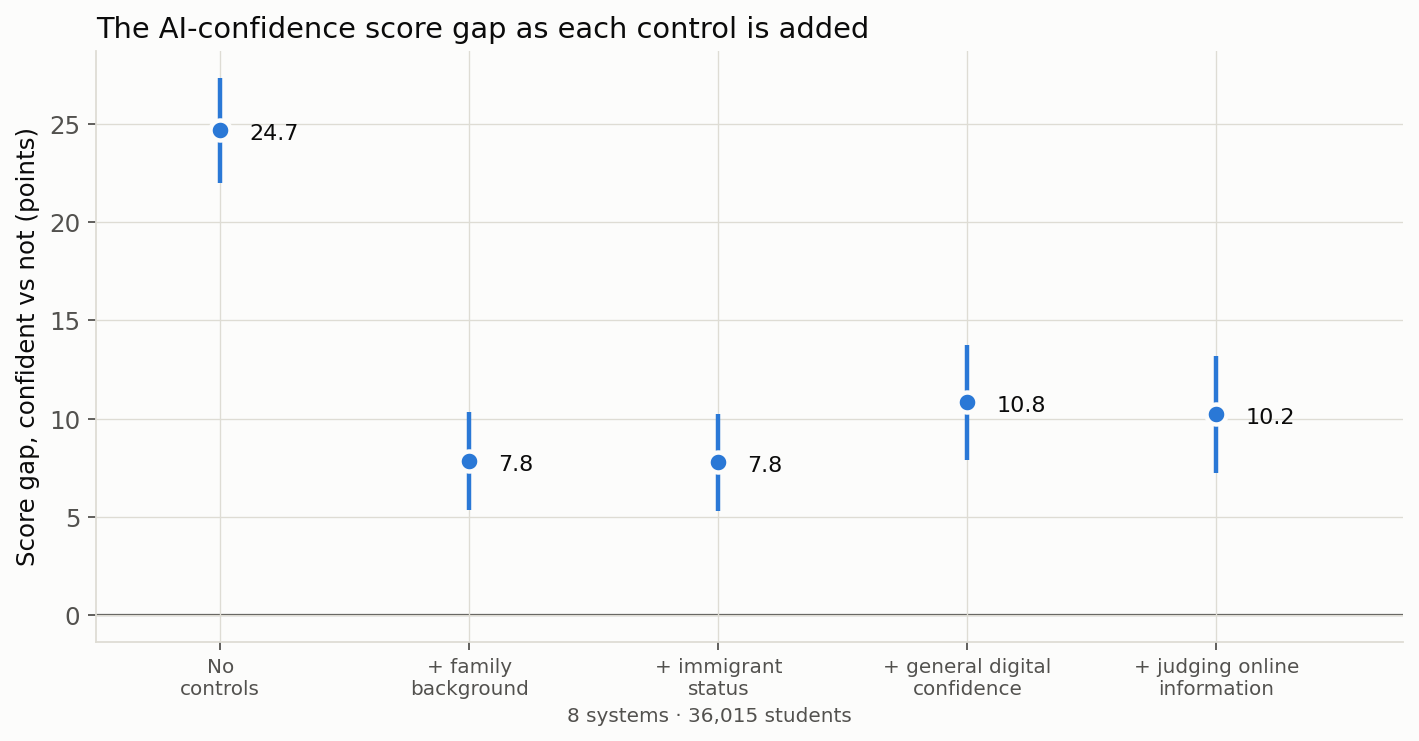 The AI-confidence score gap as each control is added
Score gap, confident vs not (points)
25
20
15
10
5
0
24.7
7.8
7.8
10.8
10.2
No
controls
+ family
background
+ immigrant
status
+ general digital
confidence
+ judging online
information
8 systems · 36,015 students